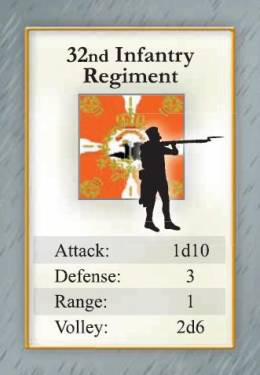 32nd Infantry
Regiment
Attack: 1d10
Defense: 3
Range: 1
Volley: 2d6